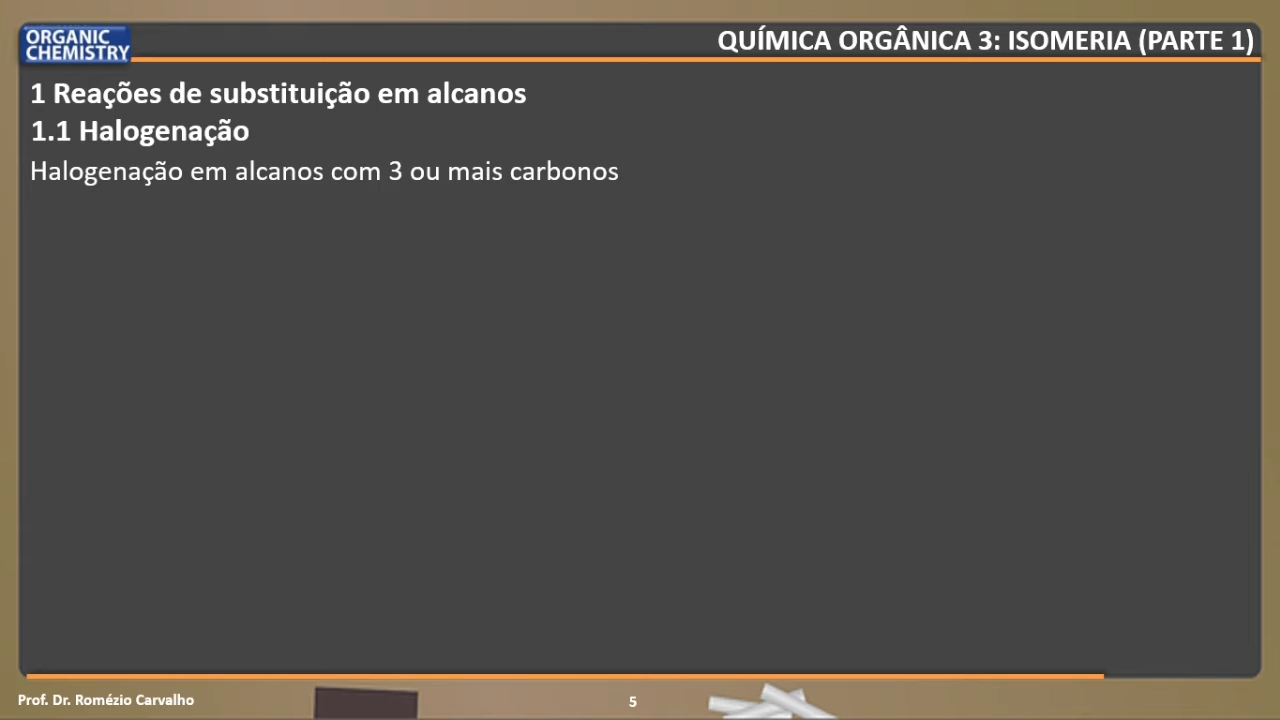 ORGANIC
CHEMISTRY
QUÍMICA ORGÂNICA 3: ISOMERIA (PARTE 1)
1 Reações de substituição em alcanos
1.1 Halogenação
Halogenação em alcanos com 3 ou mais carbonos
Prof. Dr. Romézio Carvalho
5